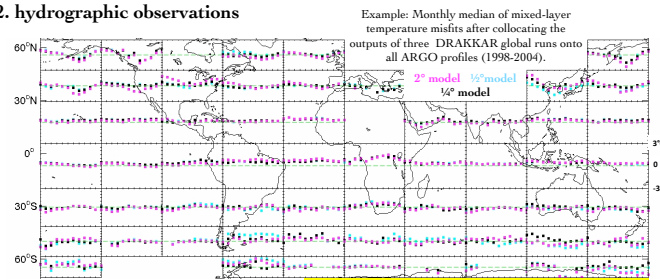 2. hydrographic observations
Example: Monthly median of mixed-layer
temperature misfits after collocating the
outputs of three DRAKKAR global runs onto
all ARGO profiles (1998-2004).
2° model ½°model
¼° model
60°N
30°N
0°
30°S
60°S
3°
0
-3